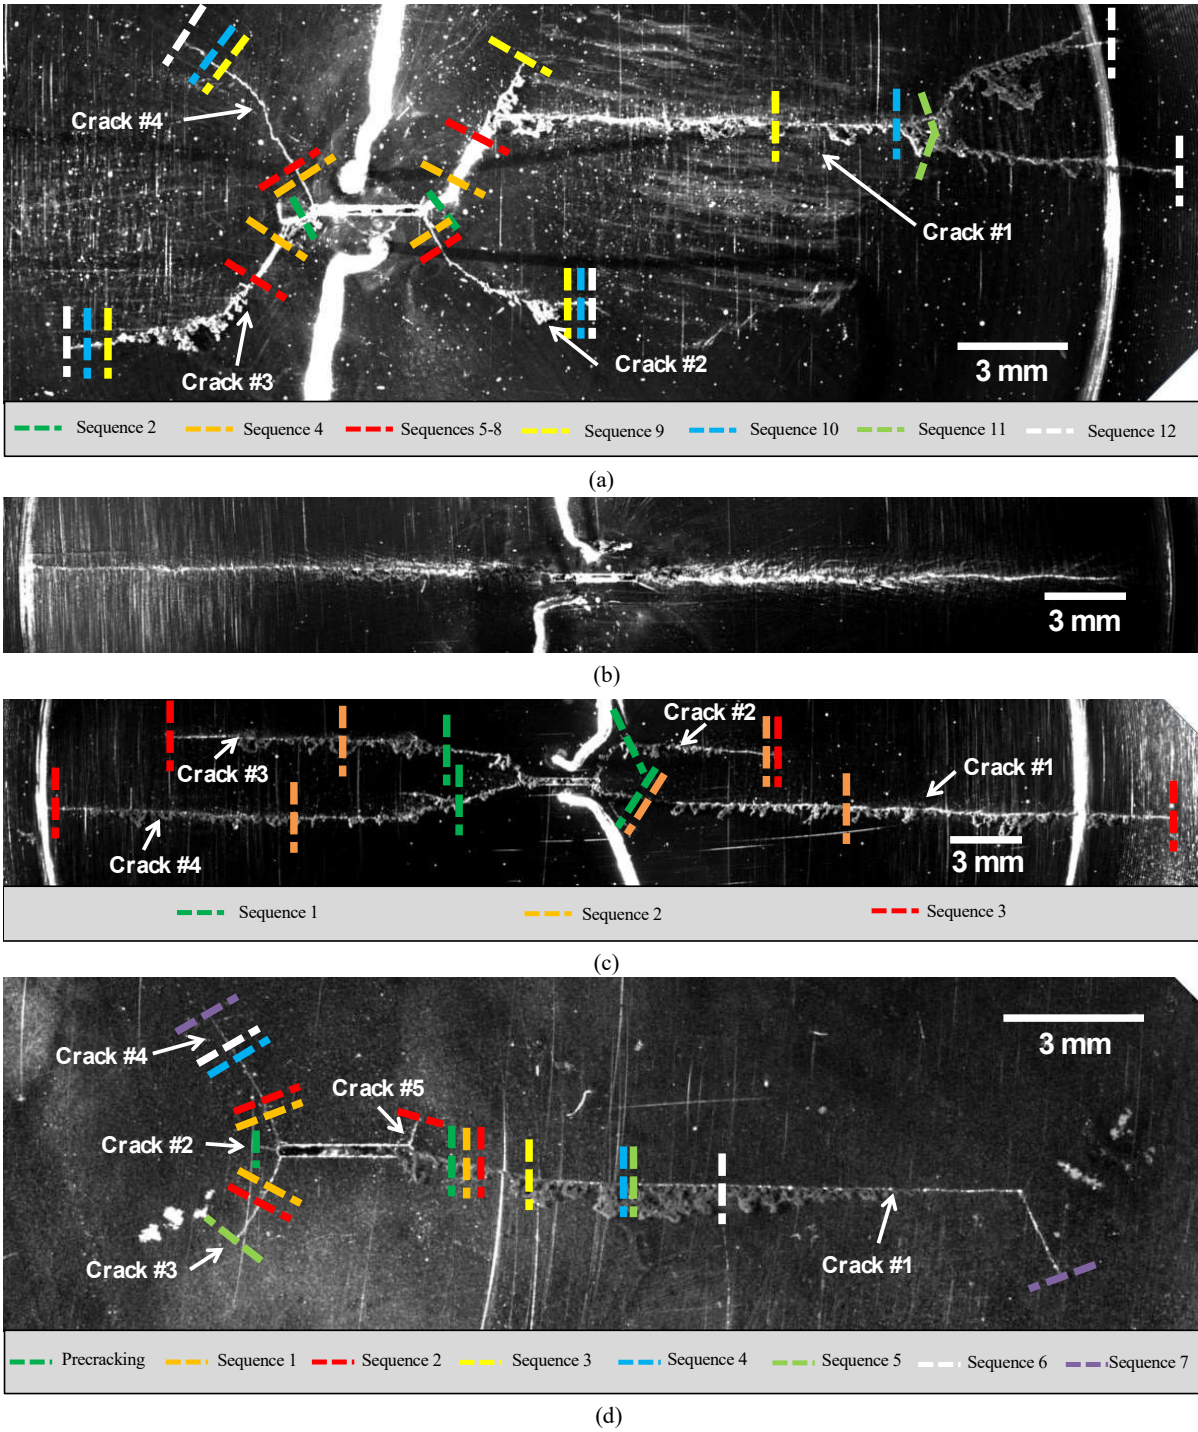 Crack #4
Crack #1
Crack #2
Crack #3
3 mm
Sequence 2
Sequence 4
Sequences 5-8
Sequence 9
Sequence 10
Sequence 11
Sequence 12
(a)
3 mm
(b)
Crack #2
Crack #3
Crack #1
Crack #4
3 mm
Sequence 1
Sequence 2
Sequence 3
(c)
3 mm
Crack #4
Crack #5
Crack #2
Crack #3
Crack #1
Precracking
Sequence 1
Sequence 2
Sequence 3
Sequence 4
Sequence 5
Sequence 6
Sequence 7
(d)